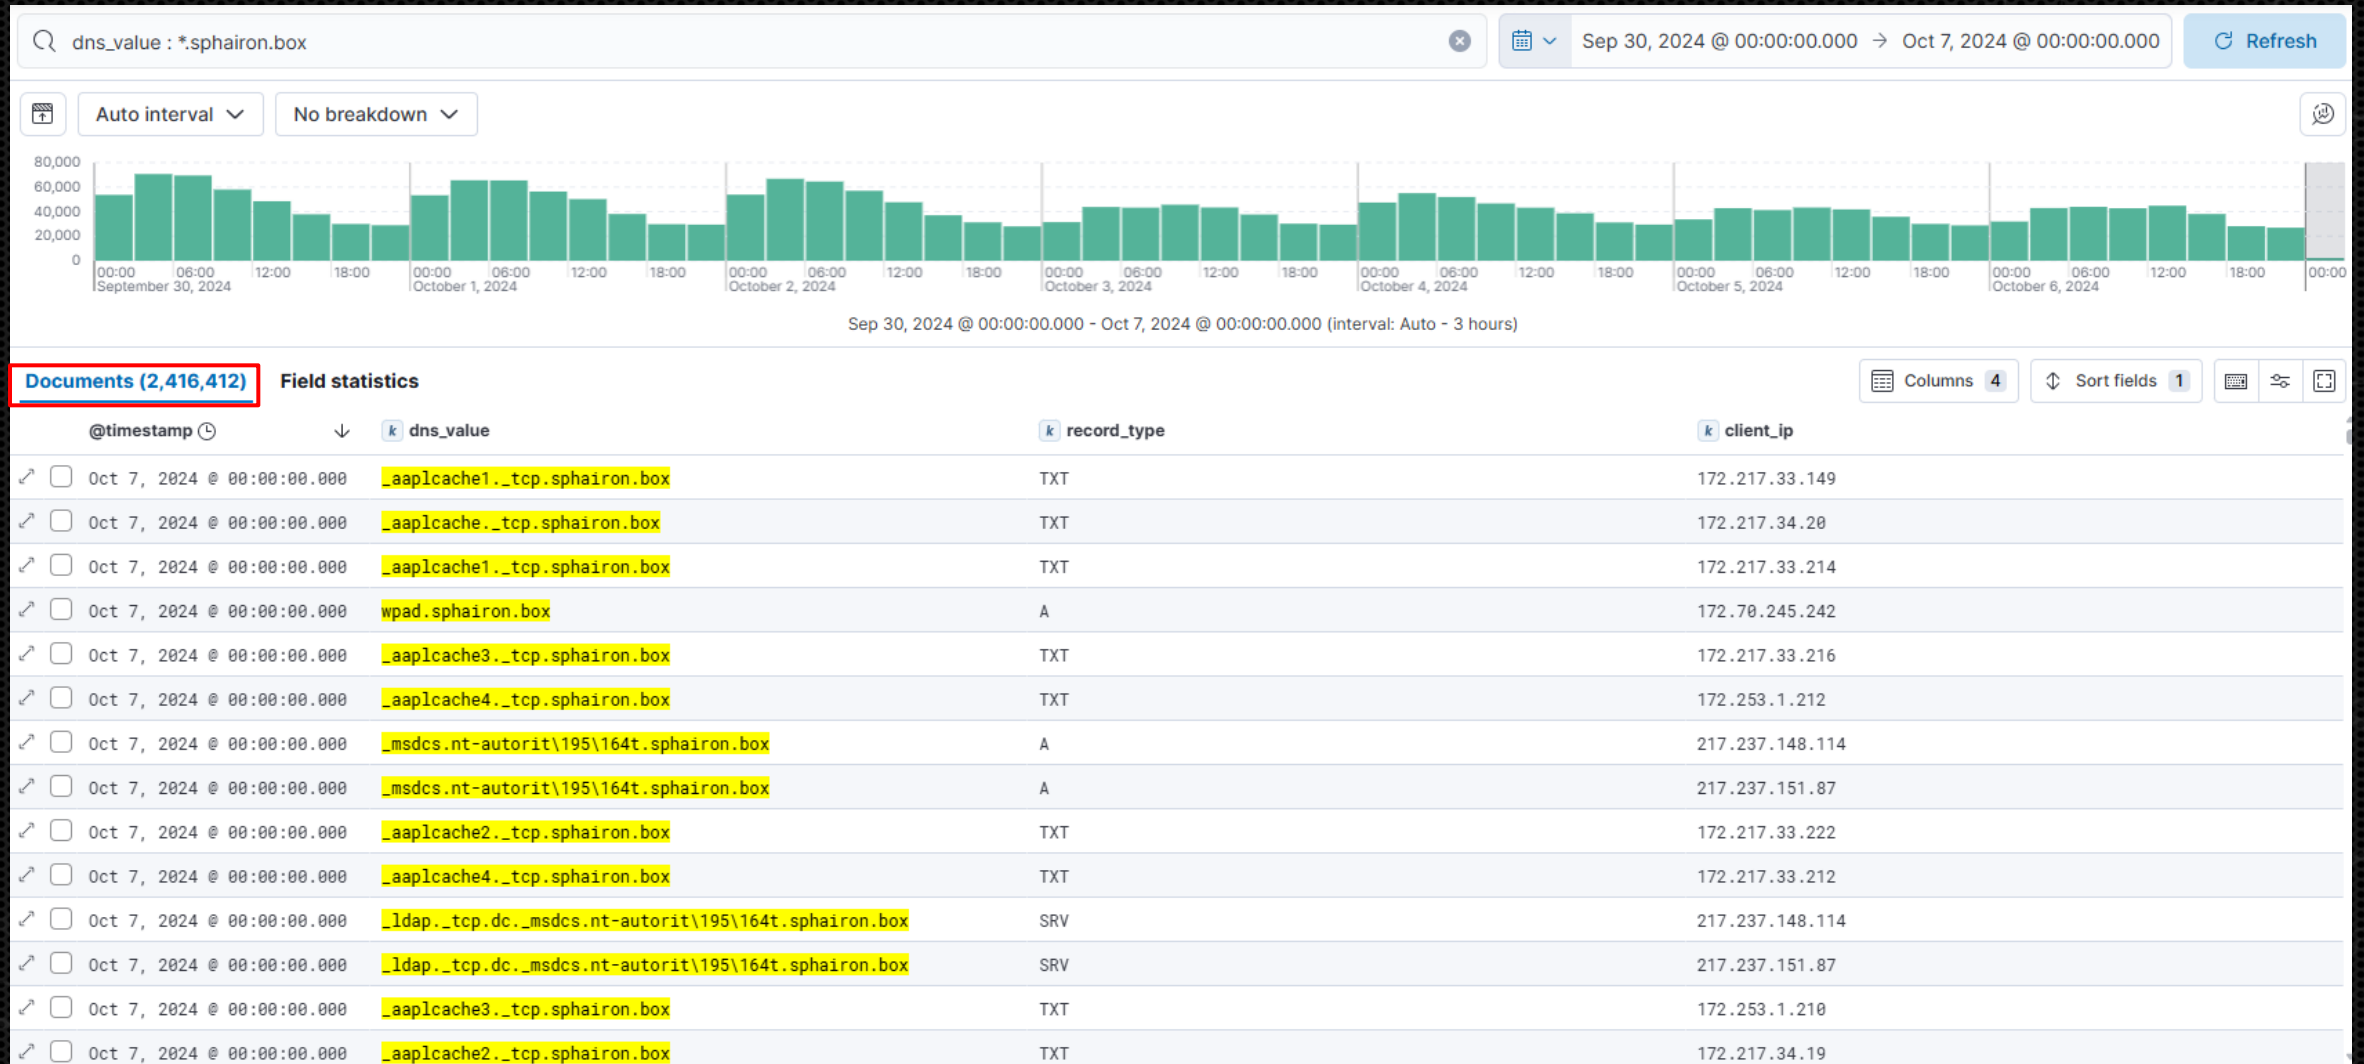 dns_value : *.sphairon.box
Sep 30, 2024 @ 00:00:00.000 → Oct 7, 2024 @ 00:00:00.000
Refresh
Auto interval
No breakdown
80,000
60,000
40,000
20,000
0
00:00 06:00 12:00 18:00 00:00 06:00 12:00 18:00 00:00 06:00 12:00 18:00 00:00 06:00 12:00 18:00 00:00 06:00 12:00 18:00 00:00 06:00 12:00 18:00 00:00 06:00 12:00 18:00 00:00
September 30, 2024 October 1, 2024 October 2, 2024 October 3, 2024 October 4, 2024 October 5, 2024 October 6, 2024
Sep 30, 2024 @ 00:00:00.000 - Oct 7, 2024 @ 00:00:00.000 (interval: Auto - 3 hours)
Documents (2,416,412) Field statistics Columns 4 Sort fields 1
@timestamp k dns_value k record_type k client_ip
Oct 7, 2024 @ 00:00:00.000 _aaplcache1._tcp.sphairon.box TXT 172.217.33.149
Oct 7, 2024 @ 00:00:00.000 _aaplcache._tcp.sphairon.box TXT 172.217.34.20
Oct 7, 2024 @ 00:00:00.000 _aaplcache1._tcp.sphairon.box TXT 172.217.33.214
Oct 7, 2024 @ 00:00:00.000 wpad.sphairon.box A 172.70.245.242
Oct 7, 2024 @ 00:00:00.000 _aaplcache3._tcp.sphairon.box TXT 172.217.33.216
Oct 7, 2024 @ 00:00:00.000 _aaplcache4._tcp.sphairon.box TXT 172.253.1.212
Oct 7, 2024 @ 00:00:00.000 _msdcs.nt-autorit\195\164t.sphairon.box A 217.237.148.114
Oct 7, 2024 @ 00:00:00.000 _msdcs.nt-autorit\195\164t.sphairon.box A 217.237.151.87
Oct 7, 2024 @ 00:00:00.000 _aaplcache2._tcp.sphairon.box TXT 172.217.33.222
Oct 7, 2024 @ 00:00:00.000 _aaplcache4._tcp.sphairon.box TXT 172.217.33.212
Oct 7, 2024 @ 00:00:00.000 _ldap._tcp.dc._msdcs.nt-autorit\195\164t.sphairon.box SRV 217.237.148.114
Oct 7, 2024 @ 00:00:00.000 _ldap._tcp.dc._msdcs.nt-autorit\195\164t.sphairon.box SRV 217.237.151.87
Oct 7, 2024 @ 00:00:00.000 _aaplcache3._tcp.sphairon.box TXT 172.253.1.210
Oct 7, 2024 @ 00:00:00.000 _aaplcache2._tcp.sphairon.box TXT 172.217.34.19